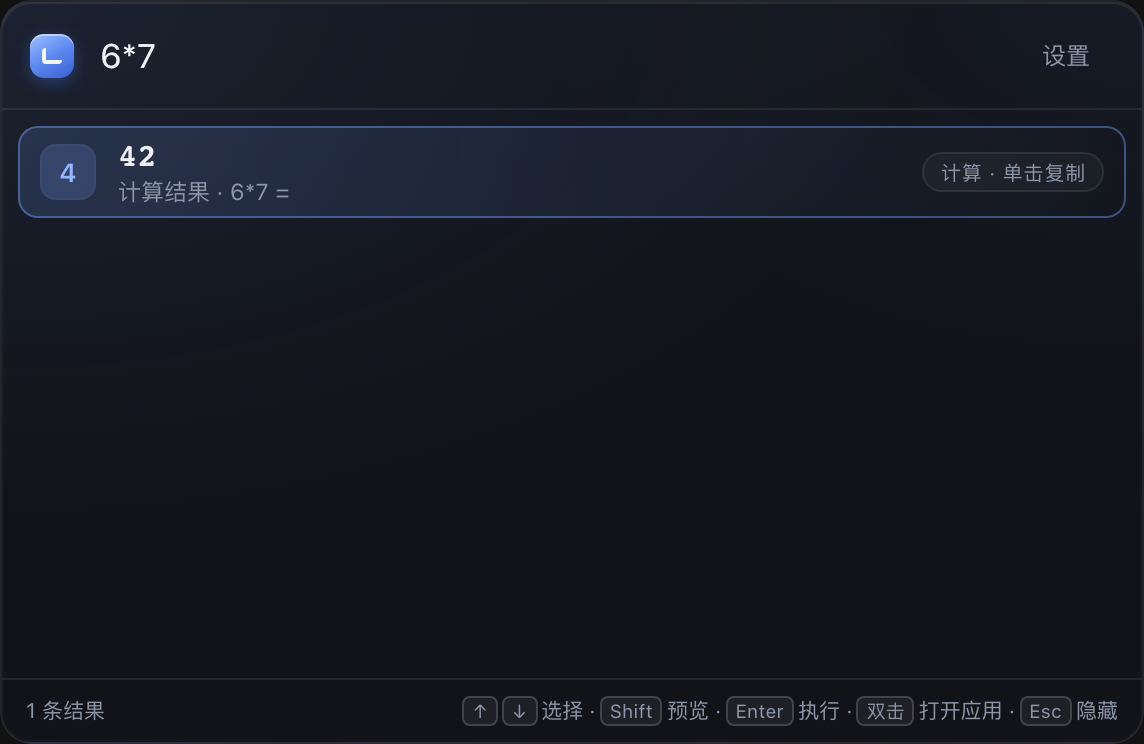 6*7
设置
4
42
计算结果 · 6*7 =
计算 · 单击复制
1 条结果
↑ ↓ 选择 · Shift 预览 · Enter 执行 · 双击 打开应用 · Esc 隐藏